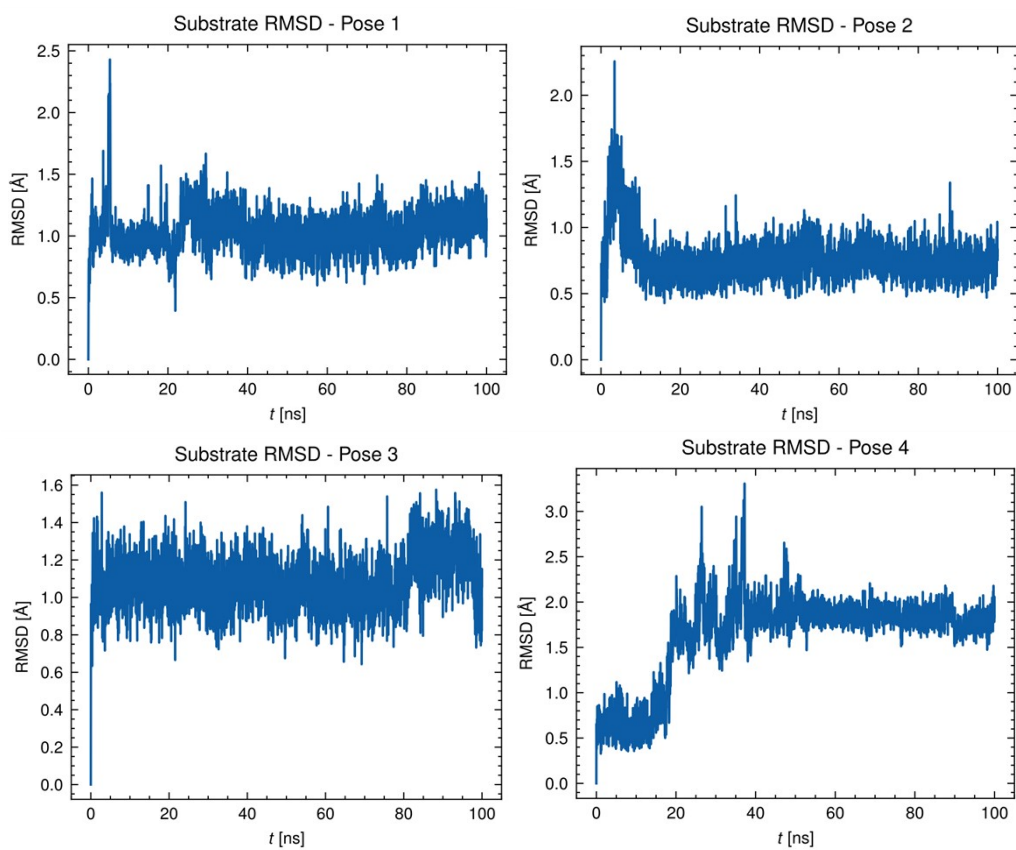 Substrate RMSD - Pose 1
2.5
2.0
1.5
1.0
0.5
0.0
RMSD [Å]
0 20 40 60 80 100
t [ns]
Substrate RMSD - Pose 2
2.0
1.5
1.0
0.5
0.0
RMSD [Å]
0 20 40 60 80 100
t [ns]
Substrate RMSD - Pose 3
1.6
1.4
1.2
1.0
0.8
0.6
0.4
0.2
0.0
RMSD [Å]
0 20 40 60 80 100
t [ns]
Substrate RMSD - Pose 4
3.0
2.5
2.0
1.5
1.0
0.5
0.0
RMSD [Å]
0 20 40 60 80 100
t [ns]